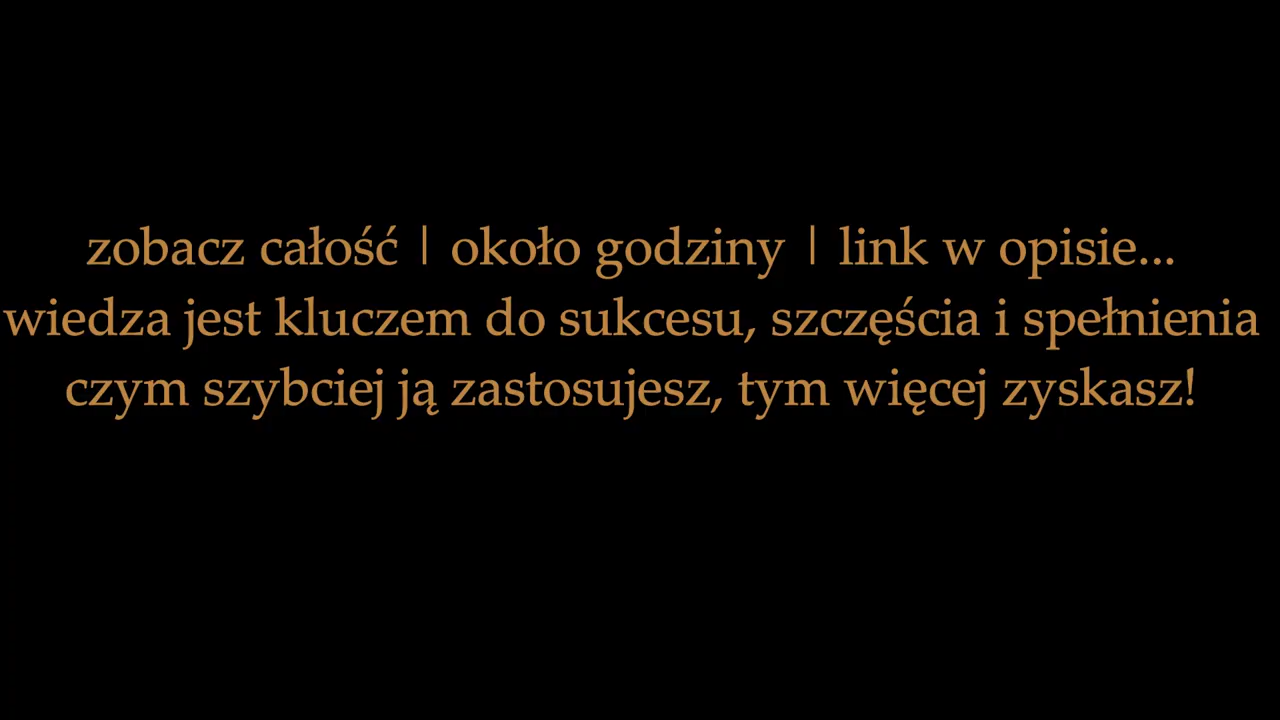 zobacz całość | około godziny | link w opisie...
wiedza jest kluczem do sukcesu, szczęścia i spełnienia
czym szybciej ją zastosujesz, tym więcej zyskasz!